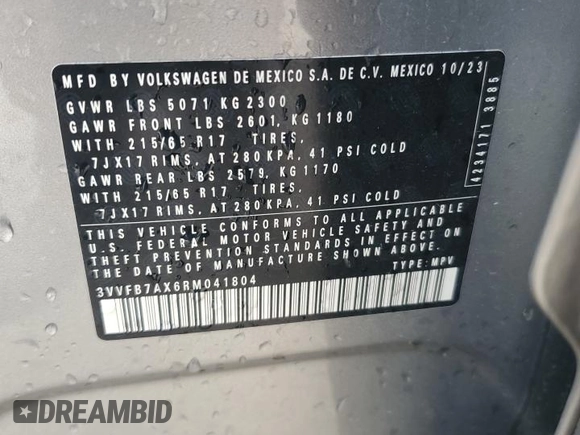 MFD BY VOLKSWAGEN DE MEXICO S.A. DE C.V. MEXICO 10/23
GVWR LBS 5071 KG 2300
GAWR FRONT LBS 2601, KG 1180
WITH 215/65 R17 TIRES,
7JX17 RIMS, AT 280 KPA, 41 PSI COLD
GAWR REAR LBS 2579, KG 1170
WITH 215/65 R17 TIRES,
7JX17 RIMS, AT 280 KPA, 41 PSI COLD
THIS VEHICLE CONFORMS TO ALL APPLICABLE
U.S. FEDERAL MOTOR VEHICLE SAFETY AND
THEFT PREVENTION STANDARDS IN EFFECT ON
THE DATE OF MANUFACTURE SHOWN ABOVE.
3VVFB7AX6RM041804 TYPE: MPV
4234171 3885
DREAMBID